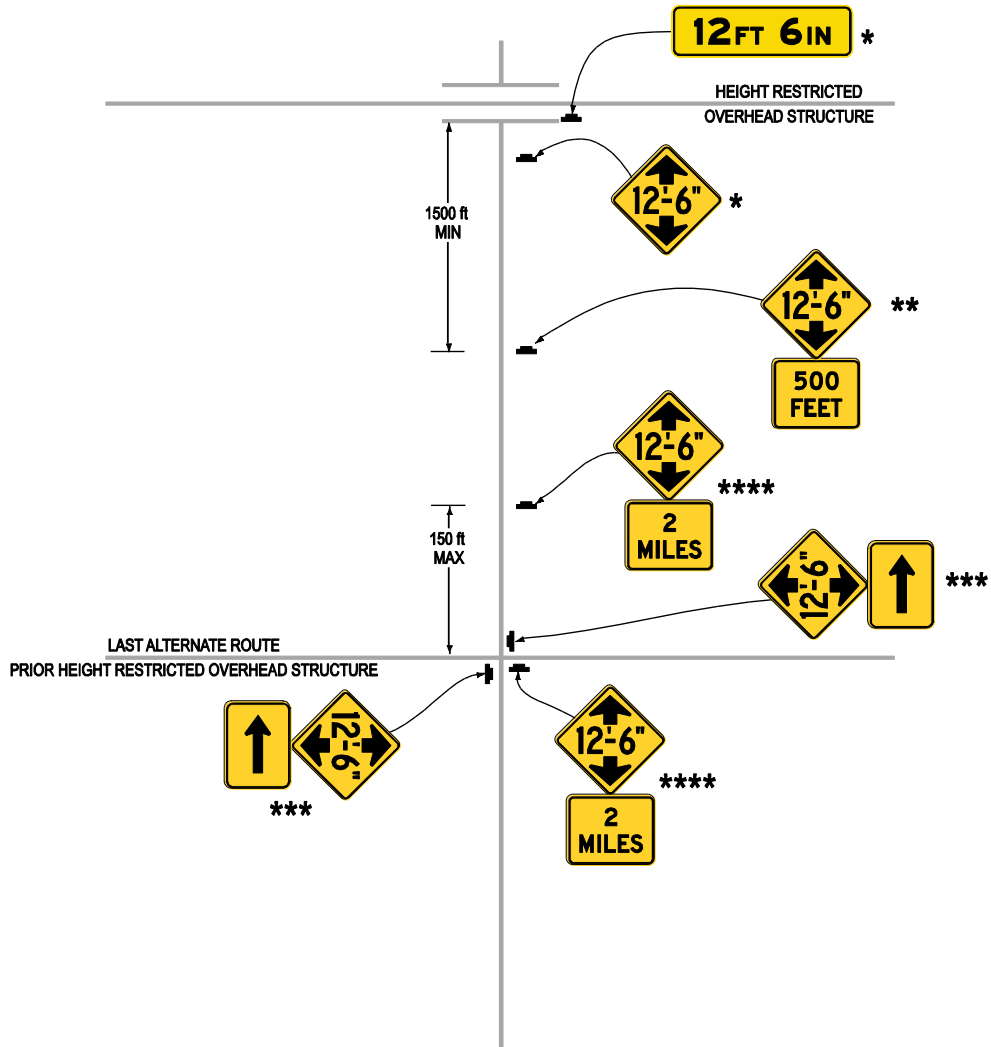 12FT 6IN *
HEIGHT RESTRICTED
OVERHEAD STRUCTURE
12'-6" *
1500 ft
MIN
12'-6" **
500
FEET
12'-6"
****
2
MILES
150 ft
MAX
12'-6" ***
LAST ALTERNATE ROUTE
PRIOR HEIGHT RESTRICTED OVERHEAD STRUCTURE
12'-6"
***
12'-6"
****
2
MILES